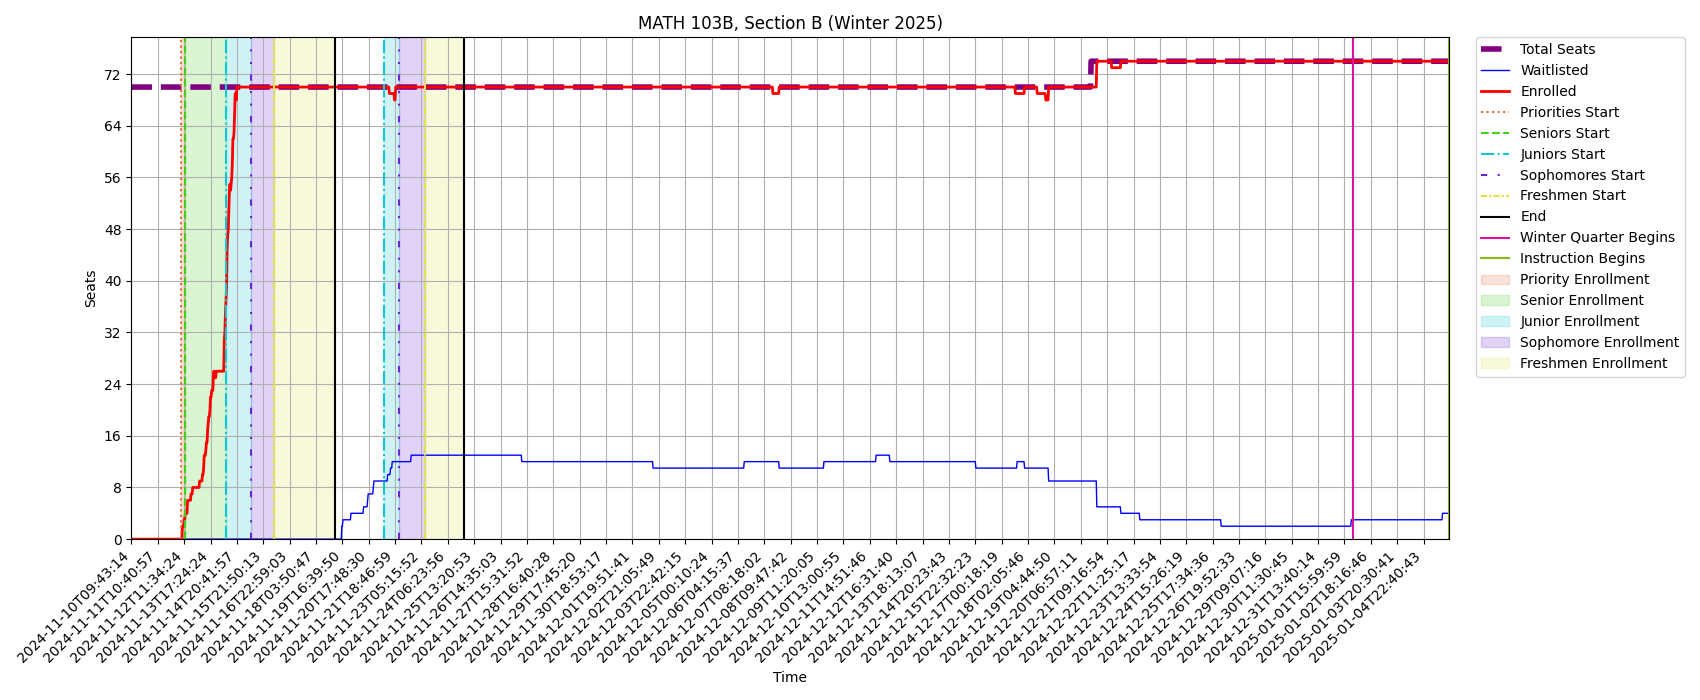 MATH 103B, Section B (Winter 2025)
Seats
72
64
56
48
40
32
24
16
8
0
2024-11-10T09:43:14
2024-11-11T10:40:57
2024-11-12T11:34:24
2024-11-13T17:24:24
2024-11-14T20:41:57
2024-11-15T21:50:13
2024-11-16T22:59:03
2024-11-18T03:50:47
2024-11-19T16:39:50
2024-11-20T17:48:30
2024-11-21T18:46:59
2024-11-23T05:15:52
2024-11-24T06:23:56
2024-11-26T13:20:53
2024-11-26T14:35:03
2024-11-27T15:31:52
2024-11-28T16:40:28
2024-11-29T17:45:20
2024-11-30T18:53:17
2024-12-01T19:51:41
2024-12-02T21:05:49
2024-12-03T22:42:15
2024-12-05T00:10:24
2024-12-06T04:15:37
2024-12-07T08:18:02
2024-12-08T09:47:42
2024-12-09T11:20:05
2024-12-10T13:00:55
2024-12-11T14:51:46
2024-12-12T16:31:40
2024-12-13T18:13:07
2024-12-14T20:23:43
2024-12-15T22:32:23
2024-12-17T00:18:19
2024-12-18T02:05:46
2024-12-19T04:44:50
2024-12-20T06:57:11
2024-12-21T09:16:54
2024-12-22T11:25:17
2024-12-23T13:33:54
2024-12-24T15:26:19
2024-12-25T17:34:36
2024-12-26T19:52:33
2024-12-29T09:07:16
2024-12-30T11:30:45
2024-12-31T13:40:14
2025-01-01T15:59:59
2025-01-02T18:16:46
2025-01-03T20:30:41
2025-01-04T22:40:43
Time
Total Seats
Waitlisted
Enrolled
Priorities Start
Seniors Start
Juniors Start
Sophomores Start
Freshmen Start
End
Winter Quarter Begins
Instruction Begins
Priority Enrollment
Senior Enrollment
Junior Enrollment
Sophomore Enrollment
Freshmen Enrollment